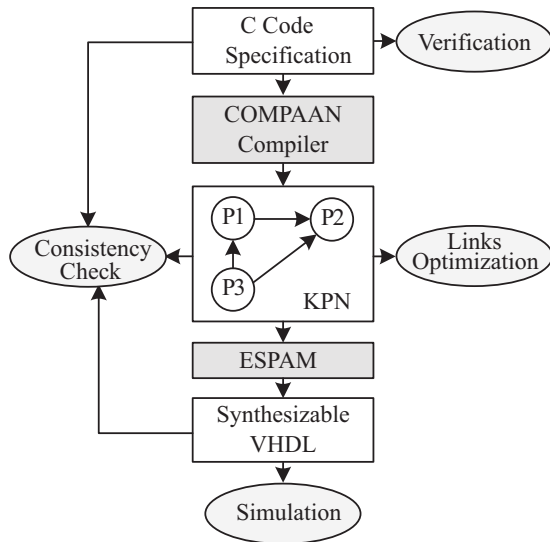 C Code
Specification
Verification
COMPAAN
Compiler
P1
P2
P3
KPN
Consistency
Check
Links
Optimization
ESPAM
Synthesizable
VHDL
Simulation